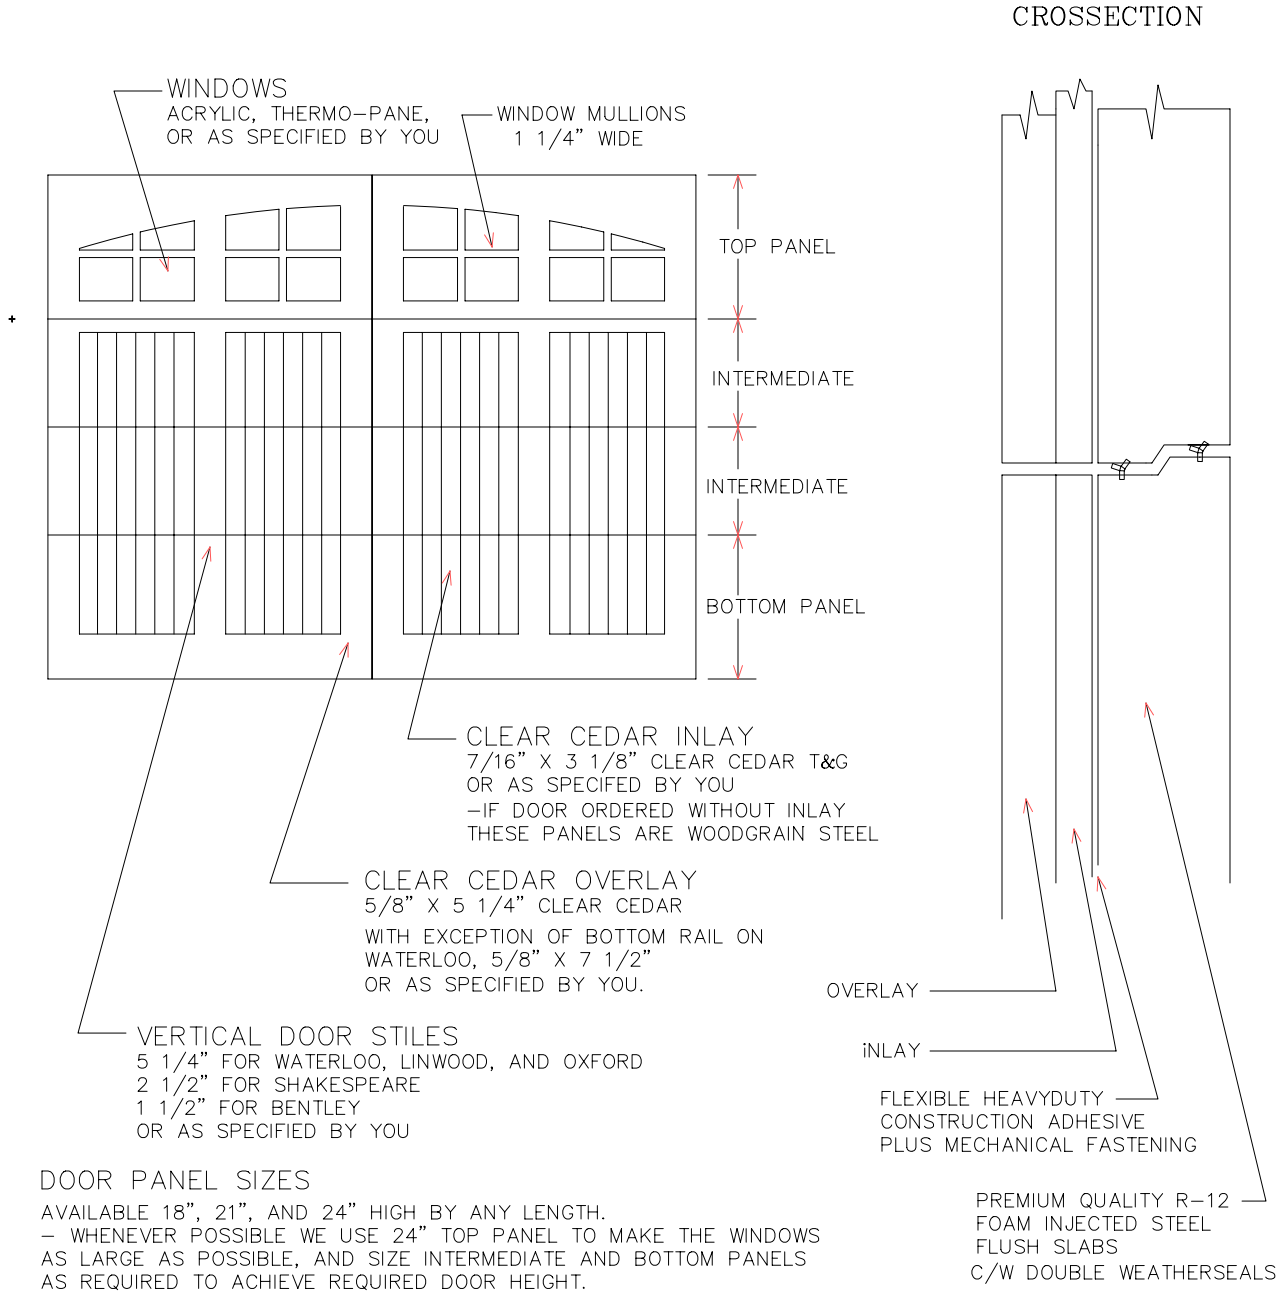 CROSSECTION
WINDOWS
ACRYLIC, THERMO-PANE,
OR AS SPECIFIED BY YOU
WINDOW MULLIONS
1 1/4" WIDE
TOP PANEL
INTERMEDIATE
INTERMEDIATE
BOTTOM PANEL
CLEAR CEDAR INLAY
7/16" X 3 1/8" CLEAR CEDAR T&G
OR AS SPECIFED BY YOU
-IF DOOR ORDERED WITHOUT INLAY
THESE PANELS ARE WOODGRAIN STEEL
CLEAR CEDAR OVERLAY
5/8" X 5 1/4" CLEAR CEDAR
WITH EXCEPTION OF BOTTOM RAIL ON
WATERLOO, 5/8" X 7 1/2"
OR AS SPECIFIED BY YOU.
VERTICAL DOOR STILES
5 1/4" FOR WATERLOO, LINWOOD, AND OXFORD
2 1/2" FOR SHAKESPEARE
1 1/2" FOR BENTLEY
OR AS SPECIFIED BY YOU
DOOR PANEL SIZES
AVAILABLE 18", 21", AND 24" HIGH BY ANY LENGTH.
- WHENEVER POSSIBLE WE USE 24" TOP PANEL TO MAKE THE WINDOWS
AS LARGE AS POSSIBLE, AND SIZE INTERMEDIATE AND BOTTOM PANELS
AS REQUIRED TO ACHIEVE REQUIRED DOOR HEIGHT.
OVERLAY
iNLAY
FLEXIBLE HEAVYDUTY
CONSTRUCTION ADHESIVE
PLUS MECHANICAL FASTENING
PREMIUM QUALITY R-12
FOAM INJECTED STEEL
FLUSH SLABS
C/W DOUBLE WEATHERSEALS